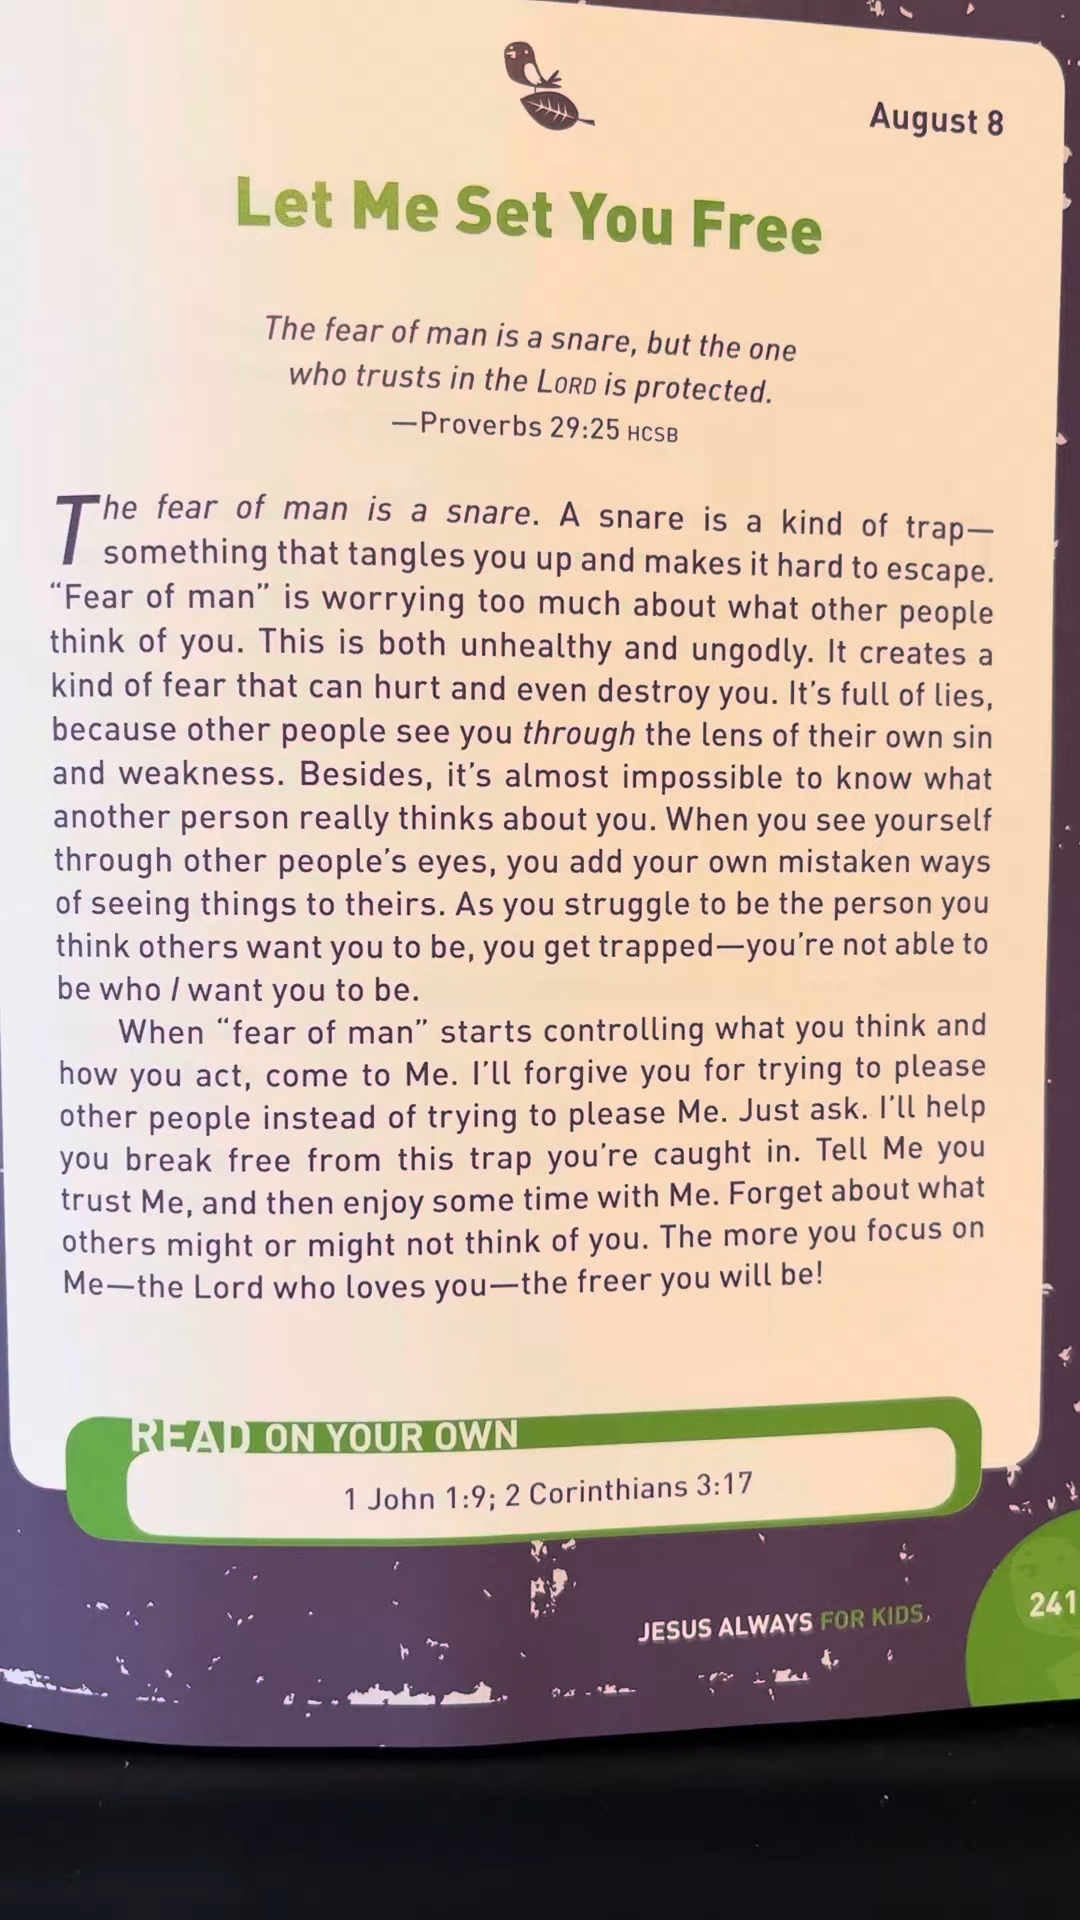 August 8
Let Me Set You Free
The fear of man is a snare, but the one
who trusts in the LORD is protected.
—Proverbs 29:25 HCSB
The fear of man is a snare. A snare is a kind of trap—
something that tangles you up and makes it hard to escape.
“Fear of man” is worrying too much about what other people
think of you. This is both unhealthy and ungodly. It creates a
kind of fear that can hurt and even destroy you. It’s full of lies,
because other people see you through the lens of their own sin
and weakness. Besides, it’s almost impossible to know what
another person really thinks about you. When you see yourself
through other people’s eyes, you add your own mistaken ways
of seeing things to theirs. As you struggle to be the person you
think others want you to be, you get trapped—you’re not able to
be who I want you to be.
When “fear of man” starts controlling what you think and
how you act, come to Me. I’ll forgive you for trying to please
other people instead of trying to please Me. Just ask. I’ll help
you break free from this trap you’re caught in. Tell Me you
trust Me, and then enjoy some time with Me. Forget about what
others might or might not think of you. The more you focus on
Me—the Lord who loves you—the freer you will be!
READ ON YOUR OWN
1 John 1:9; 2 Corinthians 3:17
JESUS ALWAYS FOR KIDS,
241